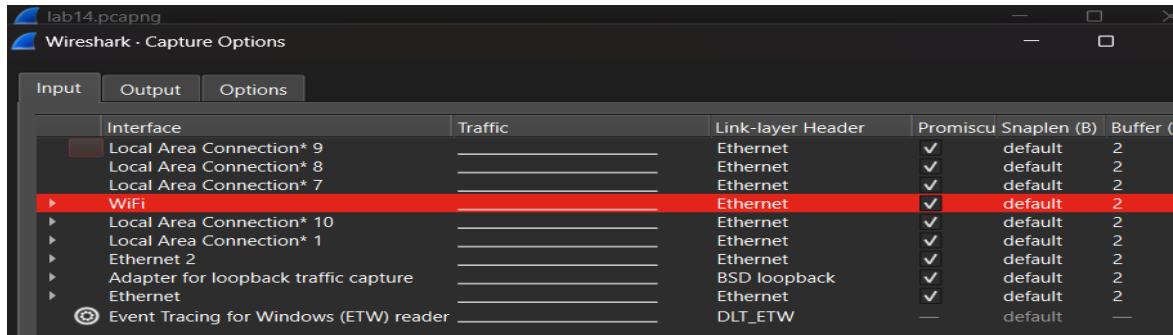 lab14.pcapng
Wireshark · Capture Options
Input Output Options
Interface Traffic Link-layer Header Promiscu Snaplen (B) Buffer (
Local Area Connection* 9 Ethernet default 2
Local Area Connection* 8 Ethernet default 2
Local Area Connection* 7 Ethernet default 2
WiFi Ethernet default 2
Local Area Connection* 10 Ethernet default 2
Local Area Connection* 1 Ethernet default 2
Ethernet 2 Ethernet default 2
Adapter for loopback traffic capture BSD loopback default 2
Ethernet Ethernet default 2
Event Tracing for Windows (ETW) reader DLT_ETW — default —